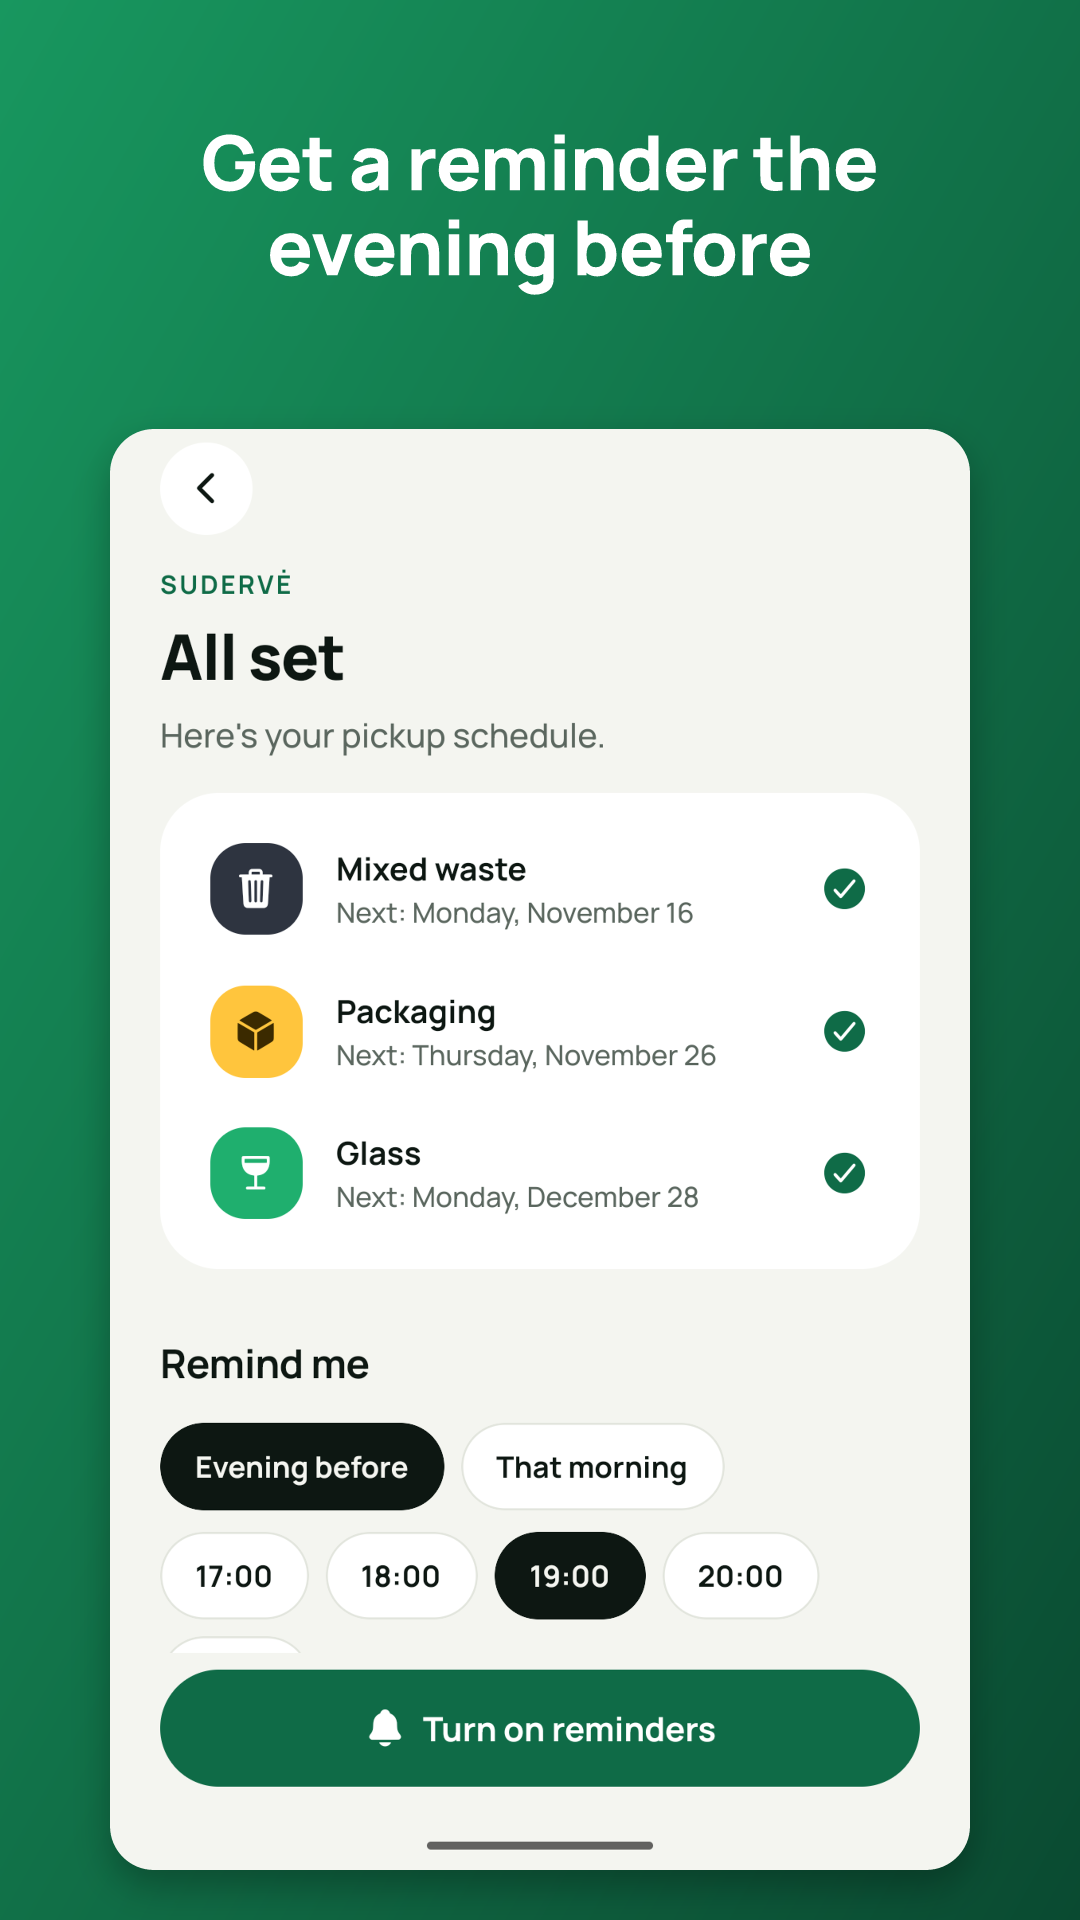 Get a reminder the
evening before
SUDERVĖ
All set
Here's your pickup schedule.
Mixed waste
Next: Monday, November 16
Packaging
Next: Thursday, November 26
Glass
Next: Monday, December 28
Remind me
Evening before
That morning
17:00
18:00
19:00
20:00
Turn on reminders